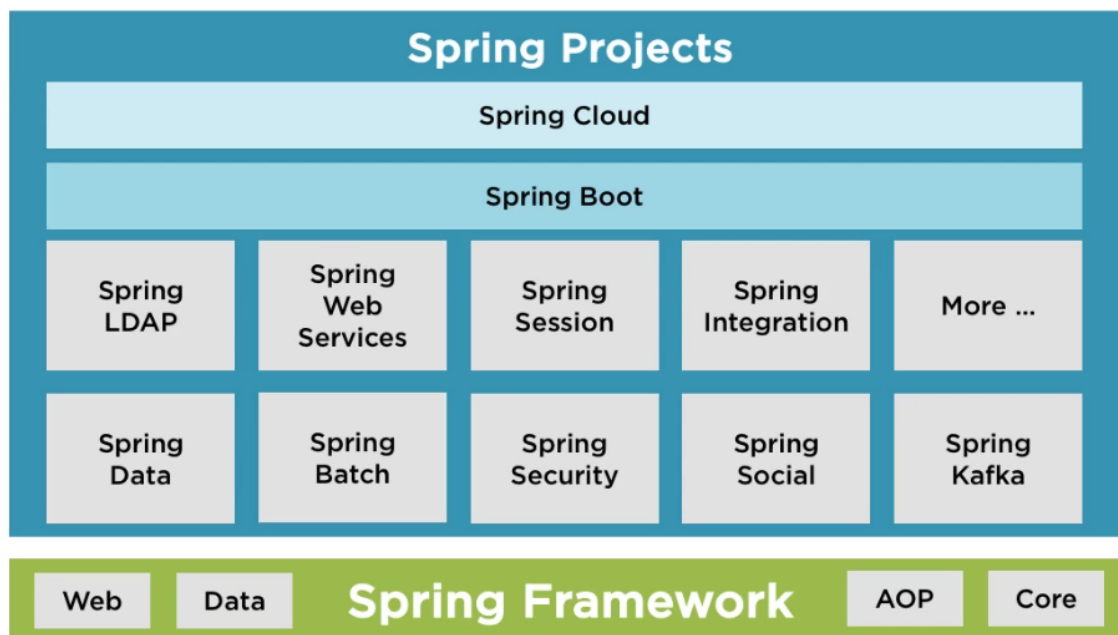 Spring Projects
Spring Cloud
Spring Boot
Spring
LDAP
Spring
Web
Services
Spring
Session
Spring
Integration
More ...
Spring
Data
Spring
Batch
Spring
Security
Spring
Social
Spring
Kafka
Web
Data
Spring Framework
AOP
Core